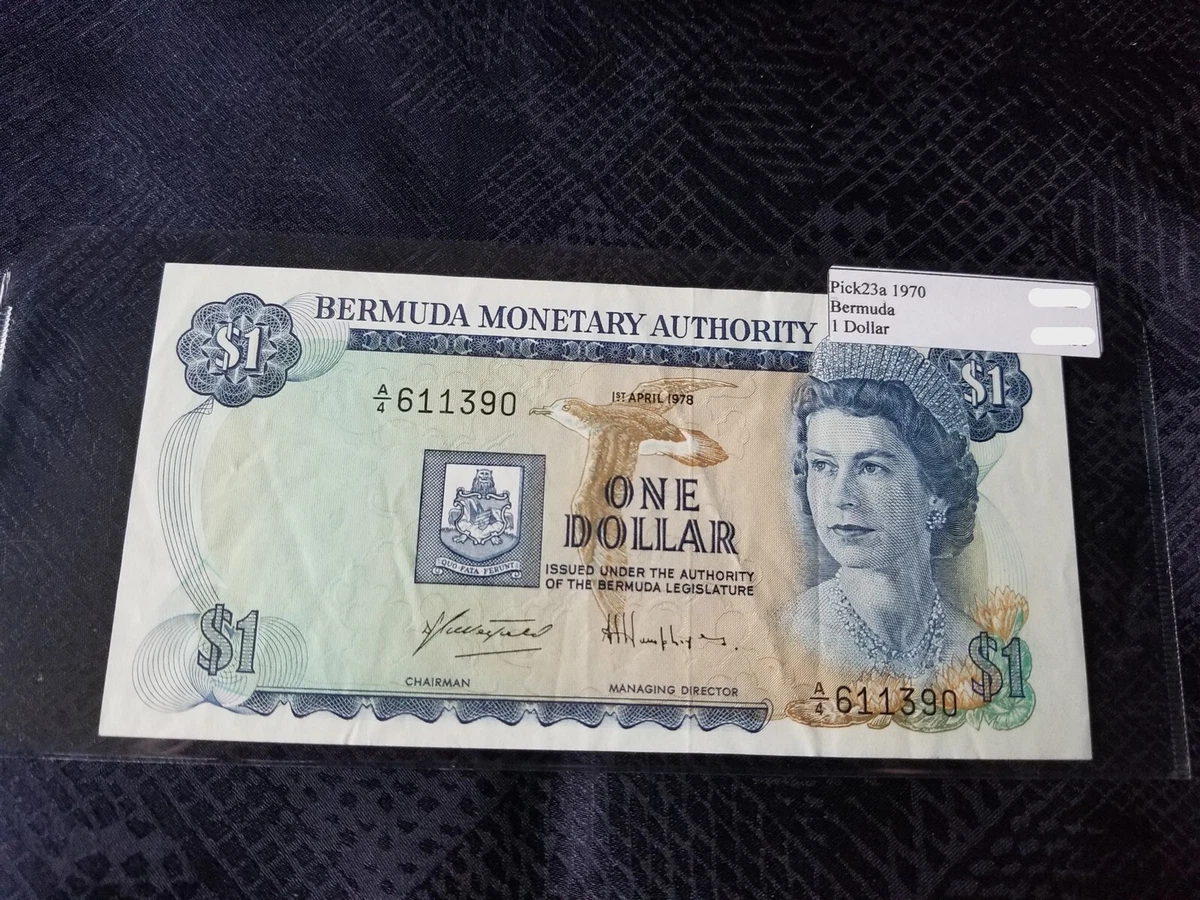 Pick23a 1970
Bermuda
1 Dollar
BERMUDA MONETARY AUTHORITY
$1
$1
A/4 611390
1ST APRIL 1978
ONE
DOLLAR
QUO FATA FERUNT
ISSUED UNDER THE AUTHORITY
OF THE BERMUDA LEGISLATURE
$1
$1
CHAIRMAN
MANAGING DIRECTOR
A/4 611390